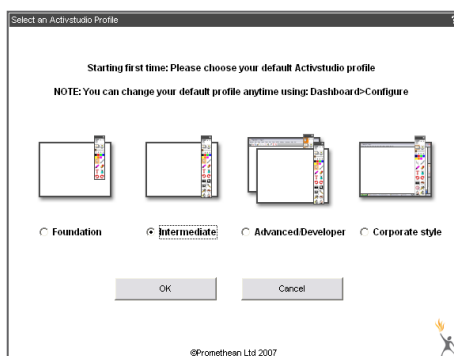 Select an Activstudio Profile
Starting first time: Please choose your default Activstudio profile
NOTE: You can change your default profile anytime using: Dashboard>Configure
Foundation
Intermediate
Advanced/Developer
Corporate style
OK
Cancel
©Promethean Ltd 2007